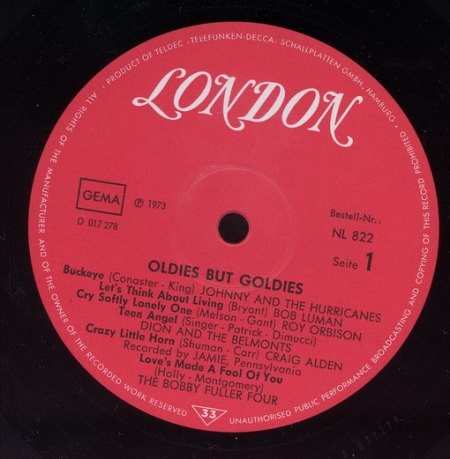 · PRODUCT OF TELDEC »TELEFUNKEN-DECCA« SCHALLPLATTEN GMBH, HAMBURG ·
ALL RIGHTS OF THE MANUFACTURER AND OF THE OWNER OF THE RECORDED WORK RESERVED
UNAUTHORISED PUBLIC PERFORMANCE BROADCASTING AND COPYING OF THIS RECORD PROHIBITED
LONDON
GEMA
D 017 278
℗ 1973
Bestell-Nr.:
NL 822
Seite 1
OLDIES BUT GOLDIES
Buckeye (Conaster - King) JOHNNY AND THE HURRICANES
Let's Think About Living (Bryant) BOB LUMAN
Cry Softly Lonely One (Melson - Gant) ROY ORBISON
Teen Angel (Singer - Patrick - Dimucci)
DION AND THE BELMONTS
Crazy Little Horn (Shuman - Carr) CRAIG ALDEN
Recorded by JAMIE, Pennsylvania
Love's Made A Fool Of You
(Holly - Montgomery)
THE BOBBY FULLER FOUR
33